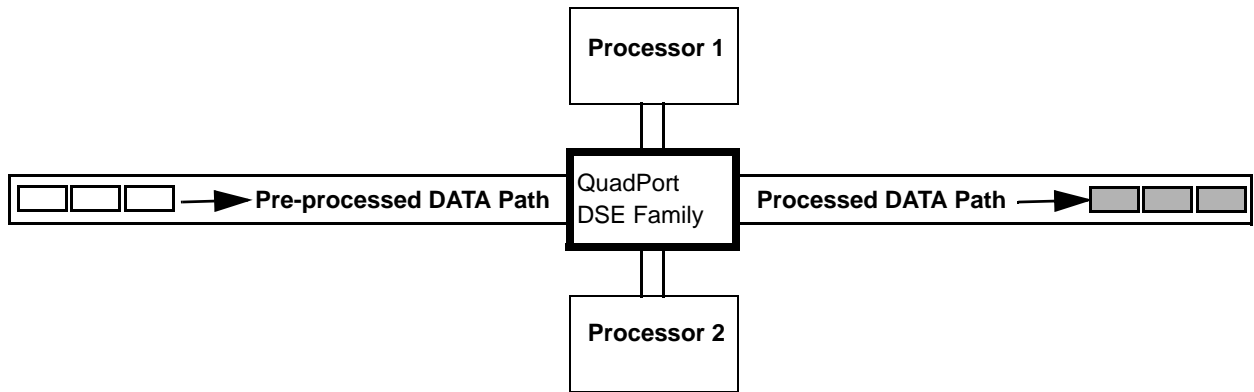 Processor 1
Pre-processed DATA Path
QuadPort
DSE Family
Processed DATA Path
Processor 2